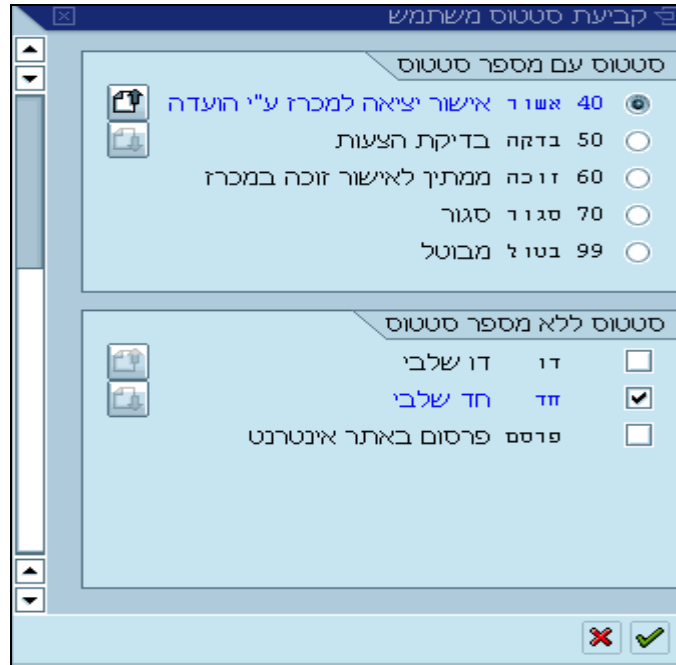 קביעת סטטוס משתמש
סטטוס עם מספר סטטוס
40 אשור אישור יציאה למכרז ע"י הועדה
50 בדקה בדיקת הצעות
60 זוכה ממתין לאישור זוכה במכרז
70 סגור סגור
99 בטול מבוטל
סטטוס ללא מספר סטטוס
דו דו שלבי
חד חד שלבי
פרסם פרסום באתר אינטרנט